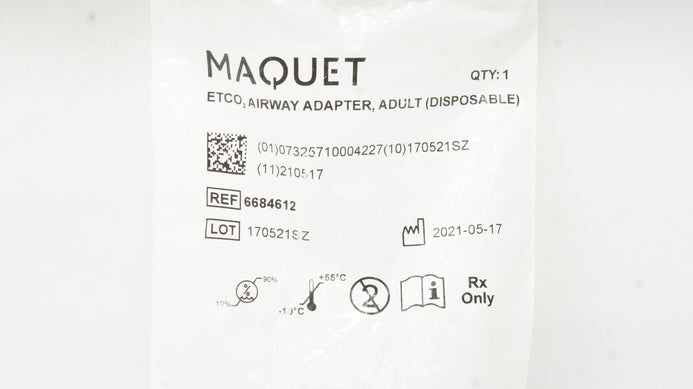 MAQUET
QTY: 1
ETCO₂ AIRWAY ADAPTER, ADULT (DISPOSABLE)
(01)07325710004227(10)170521SZ
(11)210517
REF 6684612
LOT 170521SZ
2021-05-17
90%
10%
+55°C
-10°C
2
i
Rx
Only